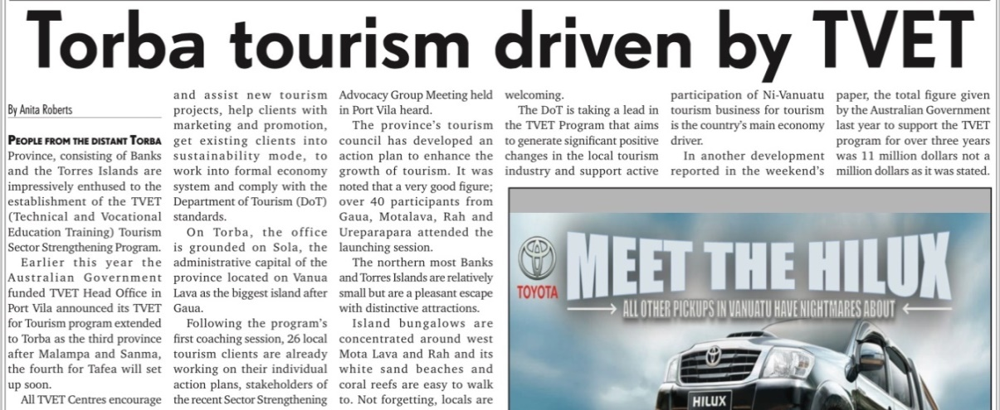 Torba tourism driven by TVET
By Anita Roberts
PEOPLE FROM THE DISTANT TORBA
Province, consisting of Banks
and the Torres Islands are
impressively enthused to the
establishment of the TVET
(Technical and Vocational
Education Training) Tourism
Sector Strengthening Program.
Earlier this year the
Australian Government
funded TVET Head Office in
Port Vila announced its TVET
for Tourism program extended
to Torba as the third province
after Malampa and Sanma,
the fourth for Tafea will set
up soon.
All TVET Centres encourage
and assist new tourism
projects, help clients with
marketing and promotion,
get existing clients into
sustainability mode, to
work into formal economy
system and comply with the
Department of Tourism (DoT)
standards.
On Torba, the office
is grounded on Sola, the
administrative capital of the
province located on Vanua
Lava as the biggest island after
Gaua.
Following the program's
first coaching session, 26 local
tourism clients are already
working on their individual
action plans, stakeholders of
the recent Sector Strengthening
Advocacy Group Meeting held
in Port Vila heard.
The province's tourism
council has developed an
action plan to enhance the
growth of tourism. It was
noted that a very good figure;
over 40 participants from
Gaua, Motalava, Rah and
Ureparapara attended the
launching session.
The northern most Banks
and Torres Islands are relatively
small but are a pleasant escape
with distinctive attractions.
Island bungalows are
concentrated around west
Mota Lava and Rah and its
white sand beaches and
coral reefs are easy to walk
to. Not forgetting, locals are
welcoming.
The DoT is taking a lead in
the TVET Program that aims
to generate significant positive
changes in the local tourism
industry and support active
participation of Ni-Vanuatu
tourism business for tourism
is the country's main economy
driver.
In another development
reported in the weekend's
paper, the total figure given
by the Australian Government
last year to support the TVET
program for over three years
was 11 million dollars not a
million dollars as it was stated.
TOYOTA
MEET THE HILUX
ALL OTHER PICKUPS IN VANUATU HAVE NIGHTMARES ABOUT
HILUX